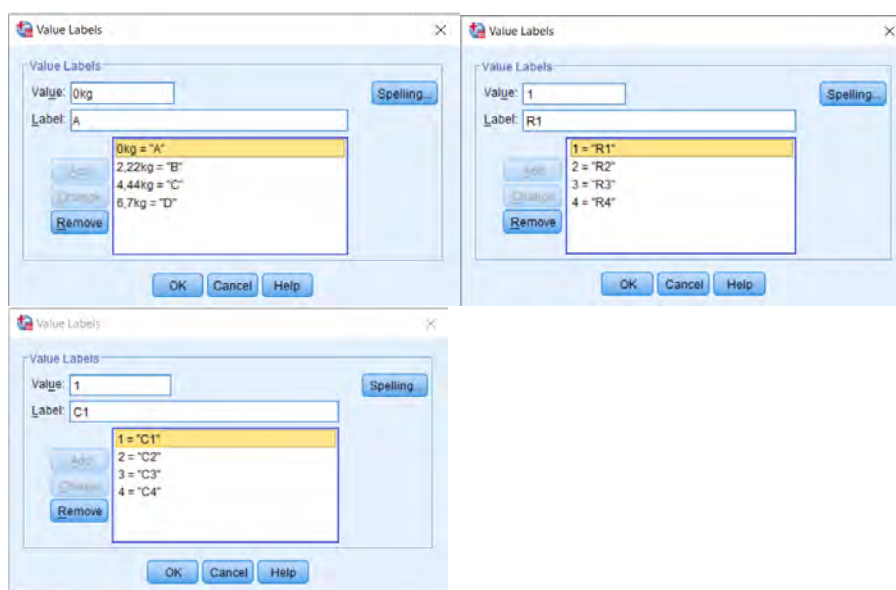 Value Labels
Value Labels
Value: 0kg
Spelling...
Label: A
0kg = "A"
2,22kg = "B"
4,44kg = "C"
6,7kg = "D"
Add
Change
Remove
OK Cancel Help
Value Labels
Value Labels
Value: 1
Spelling...
Label: R1
1 = "R1"
2 = "R2"
3 = "R3"
4 = "R4"
Add
Change
Remove
OK Cancel Help
Value Labels
Value Labels
Value: 1
Spelling...
Label: C1
1 = "C1"
2 = "C2"
3 = "C3"
4 = "C4"
Add
Change
Remove
OK Cancel Help